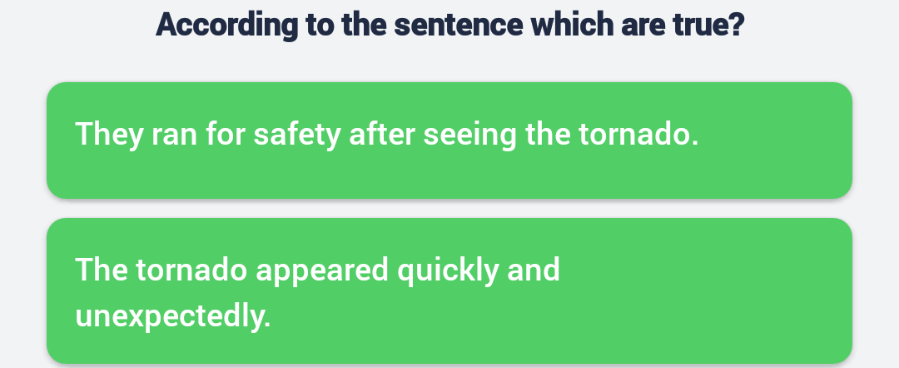 According to the sentence which are true?
They ran for safety after seeing the tornado.
The tornado appeared quickly and
unexpectedly.